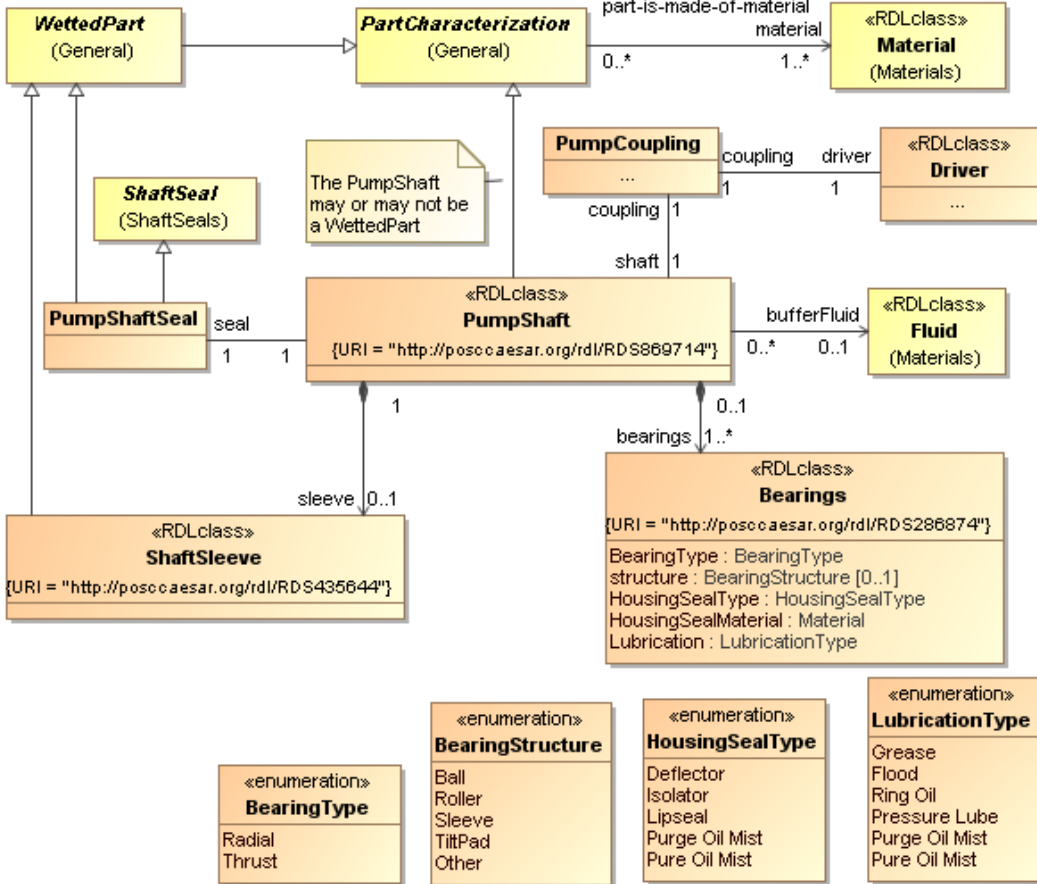 WettedPart
(General)
PartCharacterization
(General)
part-is-made-of-material
material
0..*
1..*
«RDLclass»
Material
(Materials)
ShaftSeal
(ShaftSeals)
The PumpShaft
may or may not be
a WettedPart
PumpCoupling
...
coupling
driver
1
1
«RDLclass»
Driver
...
coupling
1
shaft
1
PumpShaftSeal
seal
1
1
«RDLclass»
PumpShaft
{URI = "http://posccaesar.org/rdl/RDS869714"}
bufferFluid
0..*
0..1
«RDLclass»
Fluid
(Materials)
1
sleeve
0..1
0..1
bearings
1..*
«RDLclass»
ShaftSleeve
{URI = "http://posccaesar.org/rdl/RDS435644"}
«RDLclass»
Bearings
{URI = "http://posccaesar.org/rdl/RDS286874"}
BearingType : BearingType
structure : BearingStructure [0..1]
HousingSealType : HousingSealType
HousingSealMaterial : Material
Lubrication : LubricationType
«enumeration»
BearingType
Radial
Thrust
«enumeration»
BearingStructure
Ball
Roller
Sleeve
TiltPad
Other
«enumeration»
HousingSealType
Deflector
Isolator
Lipseal
Purge Oil Mist
Pure Oil Mist
«enumeration»
LubricationType
Grease
Flood
Ring Oil
Pressure Lube
Purge Oil Mist
Pure Oil Mist